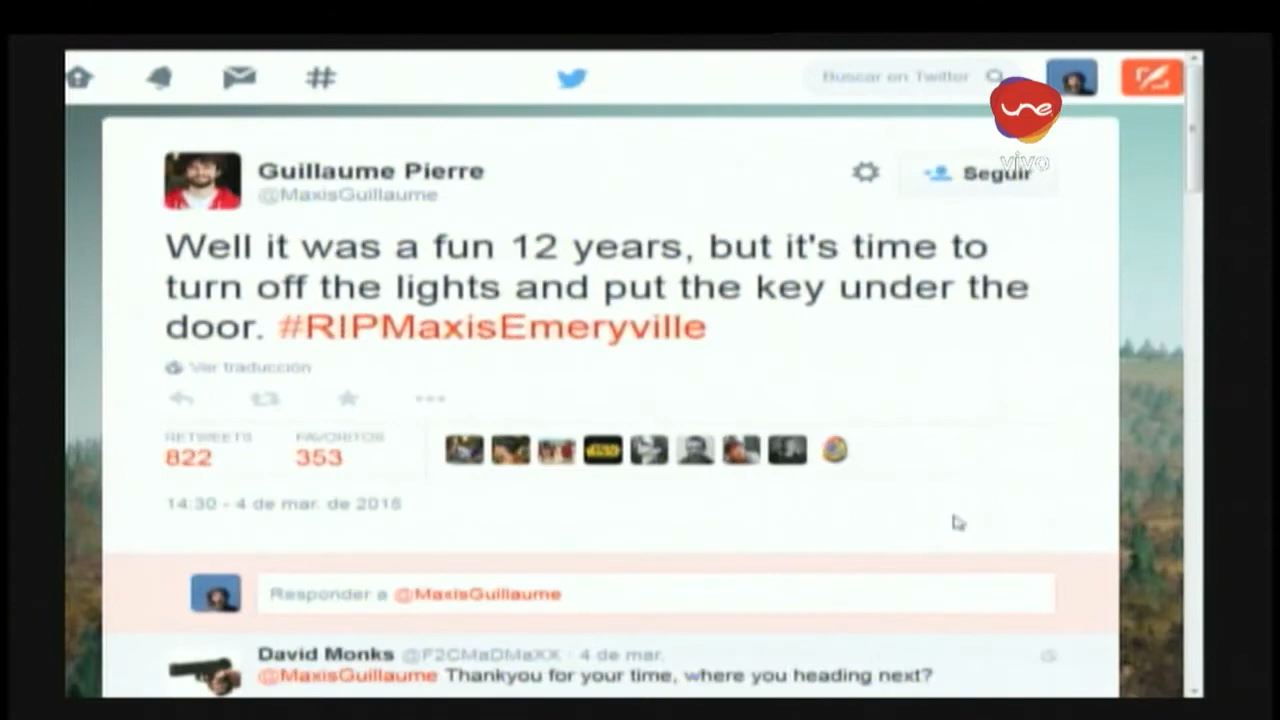 #
Buscar en Twitter
une
vivo
Guillaume Pierre
@MaxisGuillaume
Seguir
Well it was a fun 12 years, but it's time to
turn off the lights and put the key under the
door. #RIPMaxisEmeryville
Ver traducción
RETWEETS
FAVORITOS
822
353
14:30 - 4 de mar. de 2015
Responder a @MaxisGuillaume
David Monks @F2CMaDMaXX · 4 de mar.
@MaxisGuillaume Thankyou for your time, where you heading next?